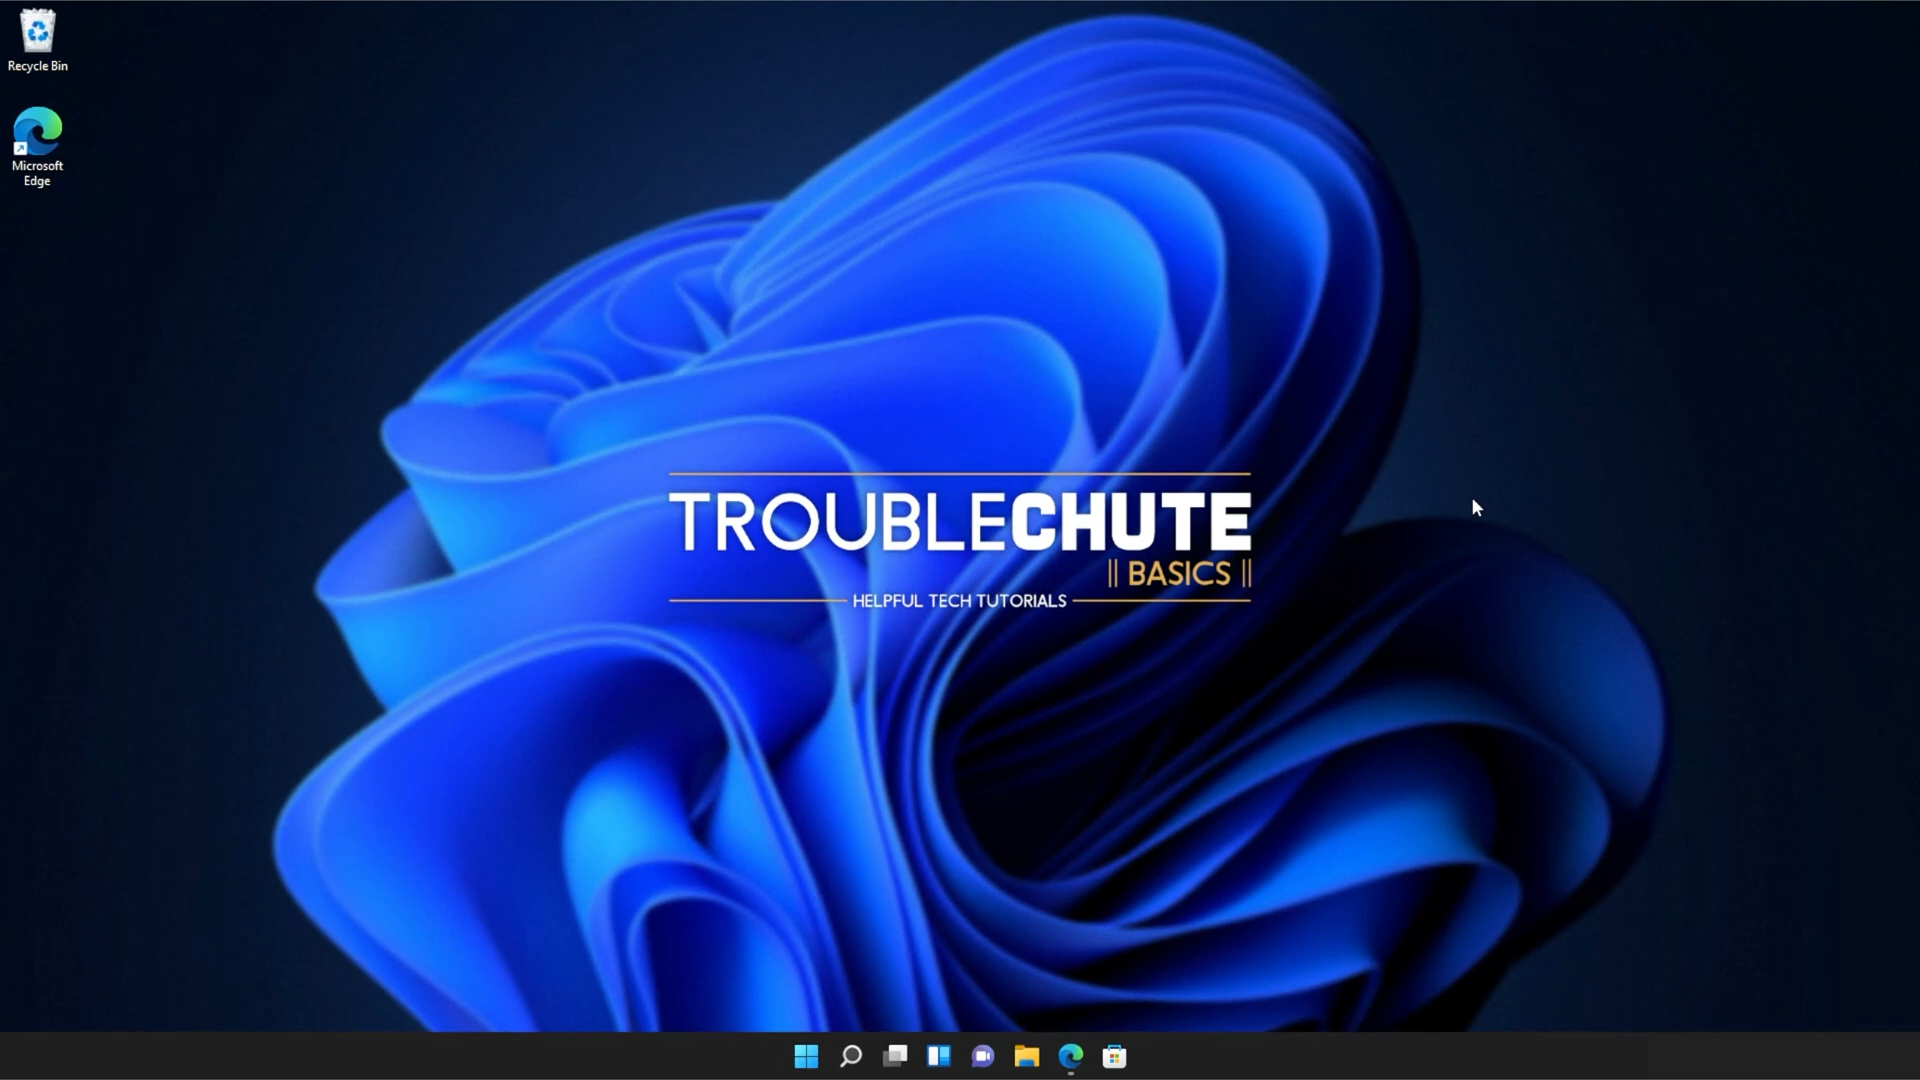 Recycle Bin
Microsoft
Edge
TROUBLECHUTE
|| BASICS ||
HELPFUL TECH TUTORIALS